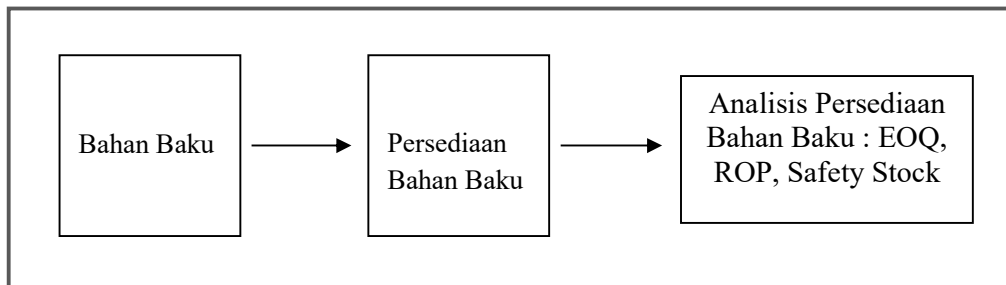 Bahan Baku
Persediaan
Bahan Baku
Analisis Persediaan
Bahan Baku : EOQ,
ROP, Safety Stock